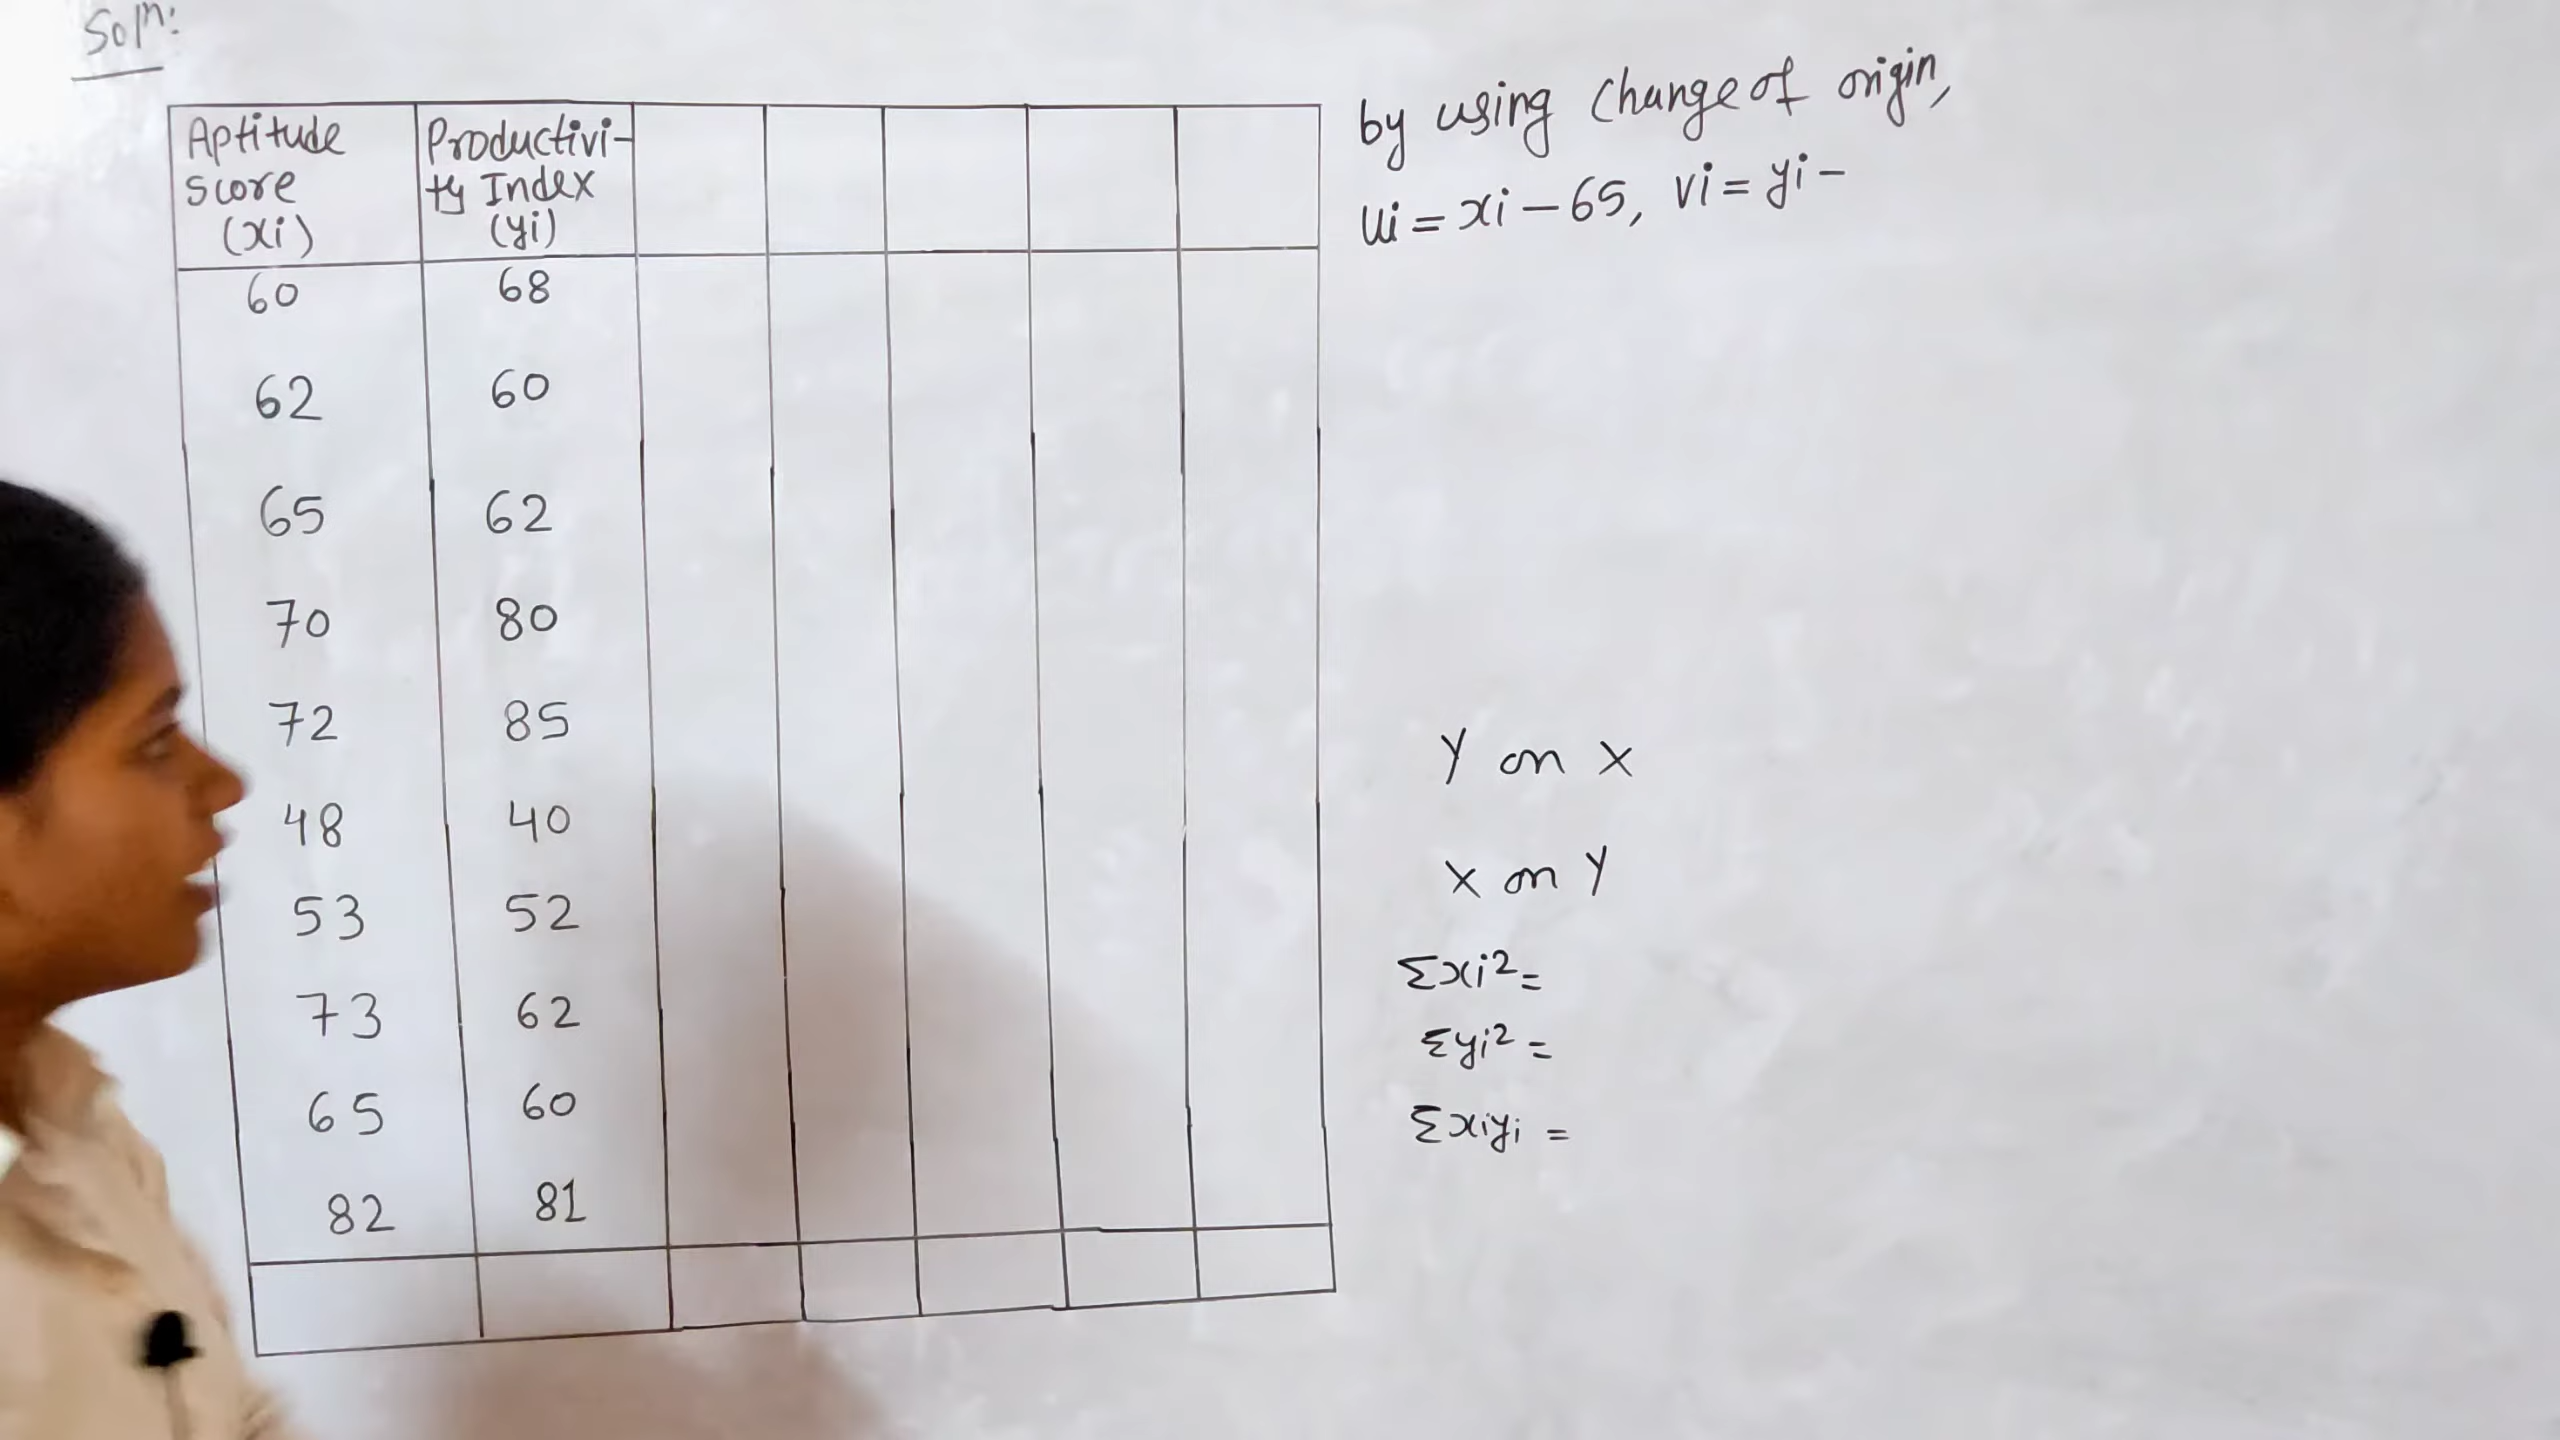 Soln:
Aptitude
Score
(xi)
Productivi-
ty Index
(yi)
60 68
62 60
65 62
70 80
72 85
48 40
53 52
73 62
65 60
82 81
by using change of origin,
ui = xi - 65, vi = yi -
Y on X
X on Y
Σxi²=
Σyi² =
Σxiyi =